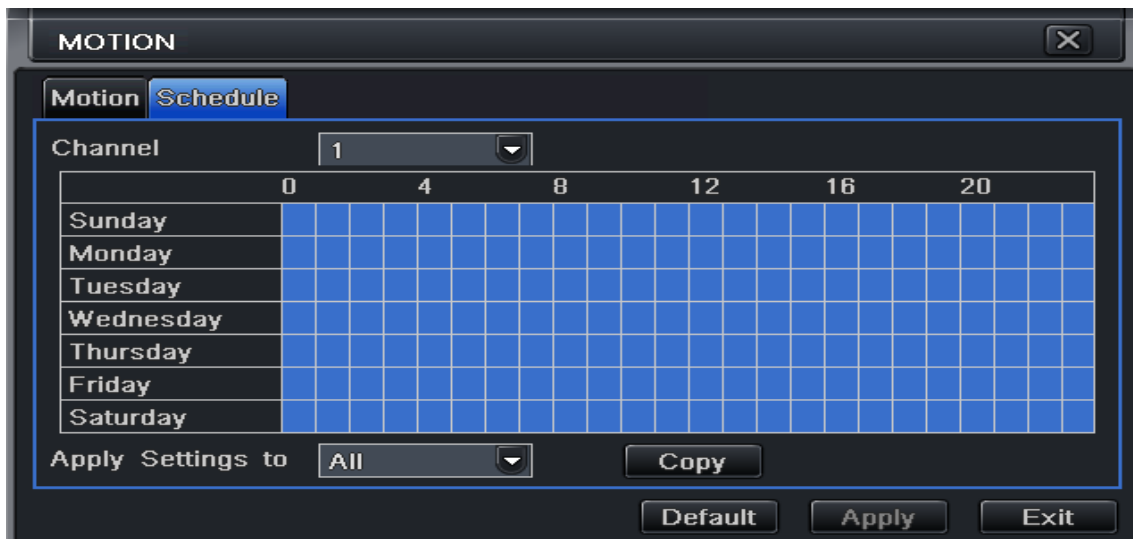 MOTION
Motion Schedule
Channel 1
0 4 8 12 16 20
Sunday
Monday
Tuesday
Wednesday
Thursday
Friday
Saturday
Apply Settings to All Copy
Default Apply Exit